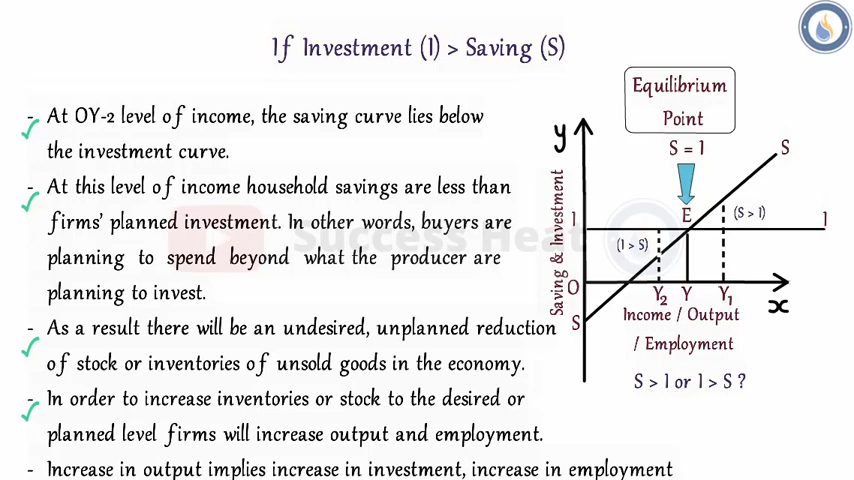 If Investment (I) > Saving (S)
- At OY-2 level of income, the saving curve lies below
the investment curve.
- At this level of income household savings are less than
firms' planned investment. In other words, buyers are
planning to spend beyond what the producer are
planning to invest.
- As a result there will be an undesired, unplanned reduction
of stock or inventories of unsold goods in the economy.
- In order to increase inventories or stock to the desired or
planned level firms will increase output and employment.
- Increase in output implies increase in investment, increase in employment
Equilibrium
Point
S = I
y
Saving & Investment
S
E
I
I
(S > I)
(I > S)
O
S
Y2 Y Y1
x
Income / Output
/ Employment
S > I or I > S ?
Success Heat